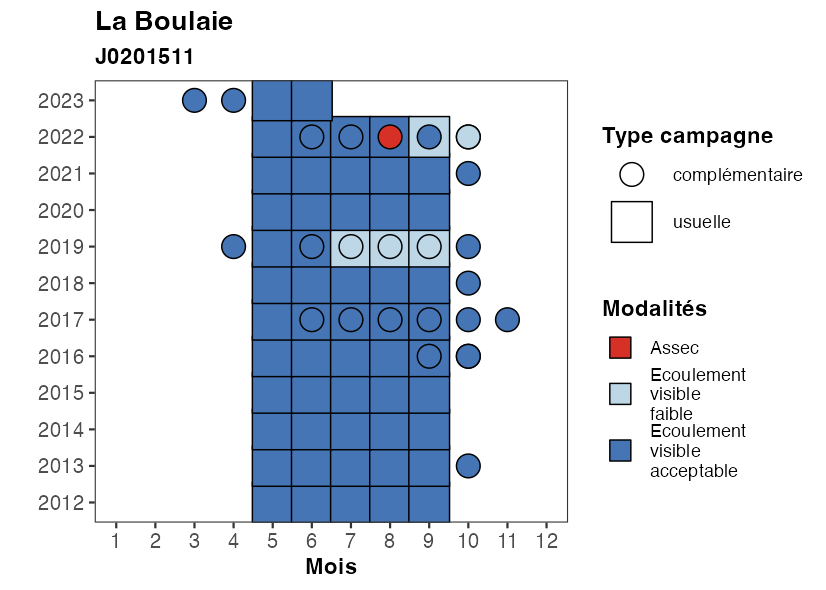 La Boulaie
J0201511
2023
2022
2021
2020
2019
2018
2017
2016
2015
2014
2013
2012
1 2 3 4 5 6 7 8 9 10 11 12
Mois
Type campagne
complémentaire
usuelle
Modalités
Assec
Ecoulement
visible
faible
Ecoulement
visible
acceptable